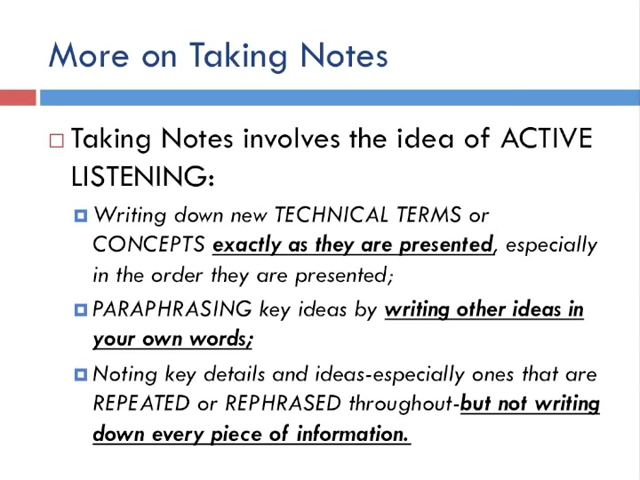 More on Taking Notes
Taking Notes involves the idea of ACTIVE
LISTENING:
Writing down new TECHNICAL TERMS or
CONCEPTS exactly as they are presented, especially
in the order they are presented;
PARAPHRASING key ideas by writing other ideas in
your own words;
Noting key details and ideas-especially ones that are
REPEATED or REPHRASED throughout-but not writing
down every piece of information.